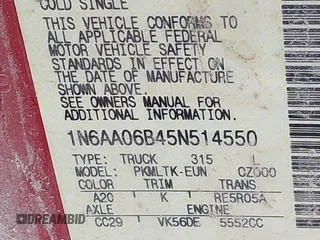 COLD SINGLE
THIS VEHICLE CONFORMS TO
ALL APPLICABLE FEDERAL
MOTOR VEHICLE SAFETY
STANDARDS IN EFFECT ON
THE DATE OF MANUFACTURE
SHOWN ABOVE.
SEE OWNERS MANUAL FOR
ADDITIONAL INFORMATION.
1N6AA06B45N514550
TYPE: TRUCK 315 L
MODEL: PKMLTK-EUN CZ000
COLOR TRIM TRANS
A20 K RE5R05A
AXLE ENGINE
CC29 VK56DE 5552CC
DREAMBID